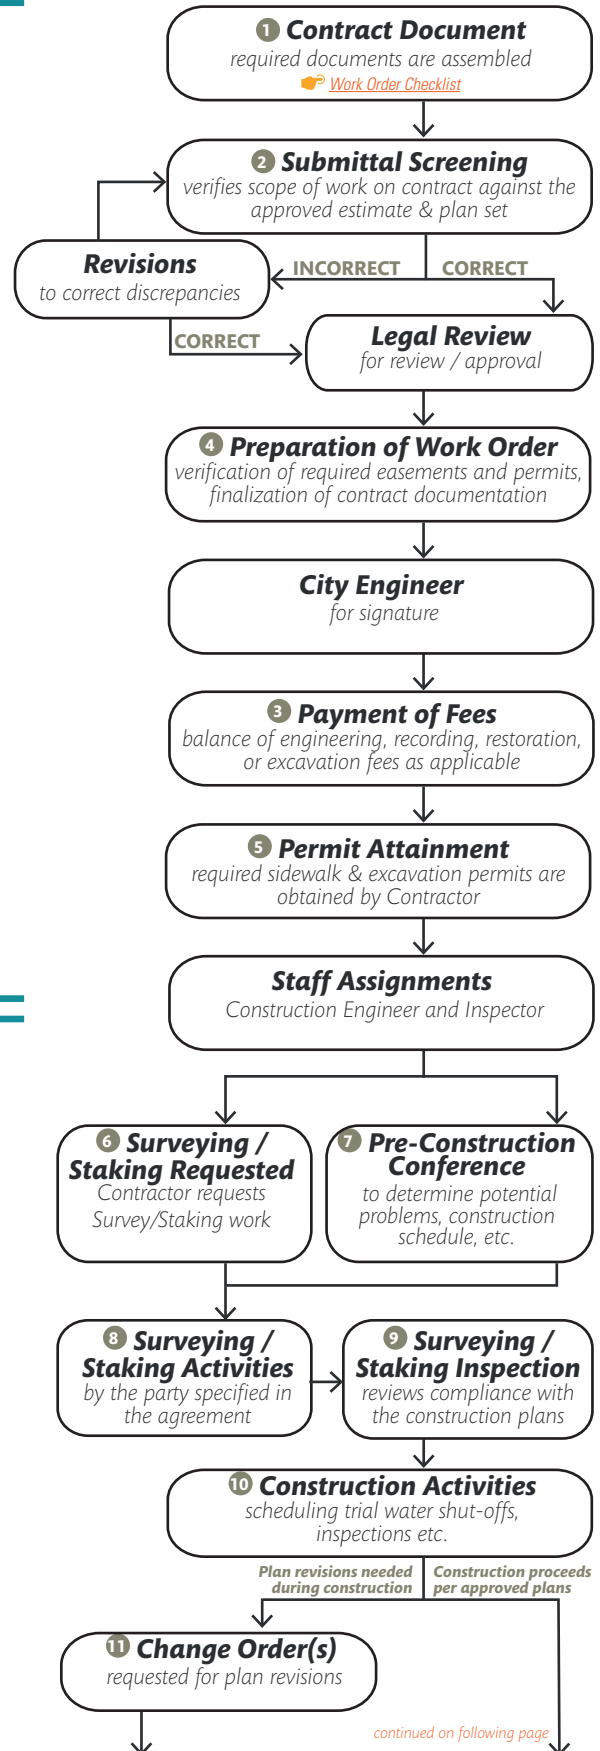 1 Contract Document
required documents are assembled
Work Order Checklist
2 Submittal Screening
verifies scope of work on contract against the
approved estimate & plan set
INCORRECT
CORRECT
Revisions
to correct discrepancies
CORRECT
Legal Review
for review / approval
4 Preparation of Work Order
verification of required easements and permits,
finalization of contract documentation
City Engineer
for signature
3 Payment of Fees
balance of engineering, recording, restoration,
or excavation fees as applicable
5 Permit Attainment
required sidewalk & excavation permits are
obtained by Contractor
Staff Assignments
Construction Engineer and Inspector
6 Surveying /
Staking Requested
Contractor requests
Survey/Staking work
7 Pre-Construction
Conference
to determine potential
problems, construction
schedule, etc.
8 Surveying /
Staking Activities
by the party specified in
the agreement
9 Surveying /
Staking Inspection
reviews compliance with
the construction plans
10 Construction Activities
scheduling trial water shut-offs,
inspections etc.
Plan revisions needed
during construction
Construction proceeds
per approved plans
11 Change Order(s)
requested for plan revisions
continued on following page